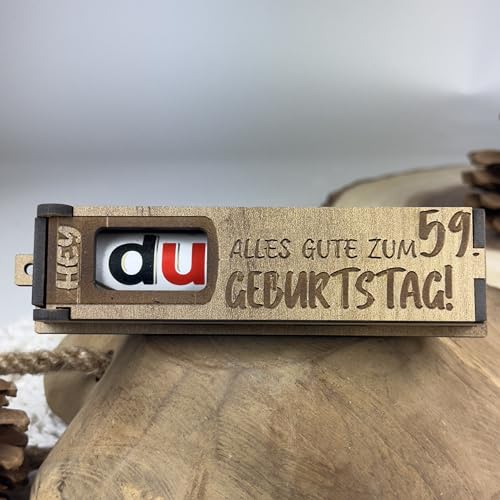 HEY
du
ALLES GUTE ZUM 59.
GEBURTSTAG!